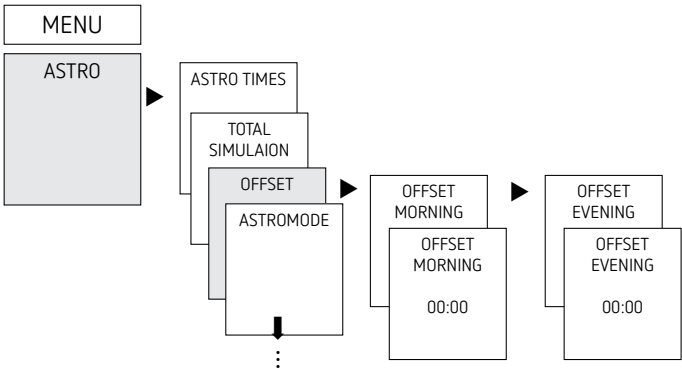 MENU
ASTRO
ASTRO TIMES
TOTAL
SIMULAION
OFFSET
ASTROMODE
OFFSET
MORNING
OFFSET
MORNING
00:00
OFFSET
EVENING
OFFSET
EVENING
00:00